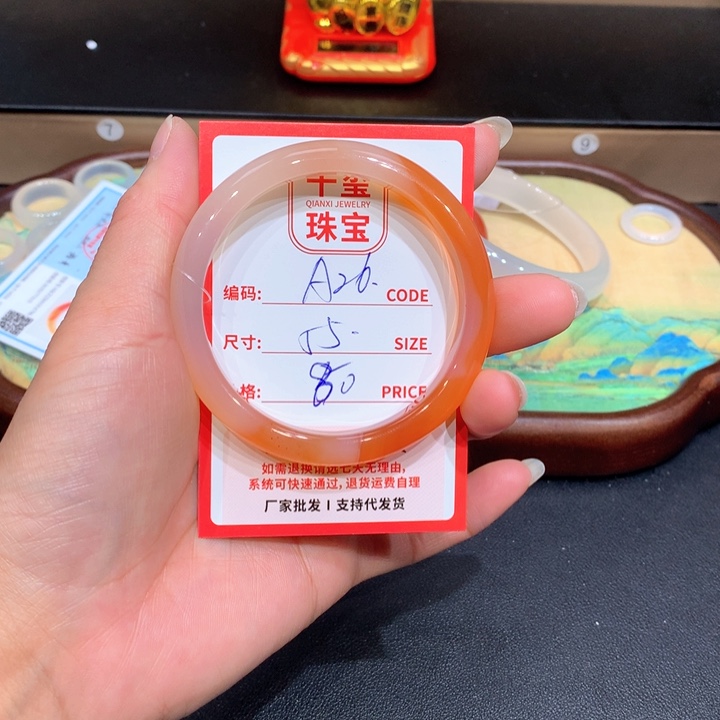 千玺
QIANXI JEWELRY
珠宝
编码: A26. CODE
尺寸: 55. SIZE
格: 80 PRICE
如需退换请选七天无理由,
系统可快速通过,退货运费自理
厂家批发 | 支持代发货
7
9